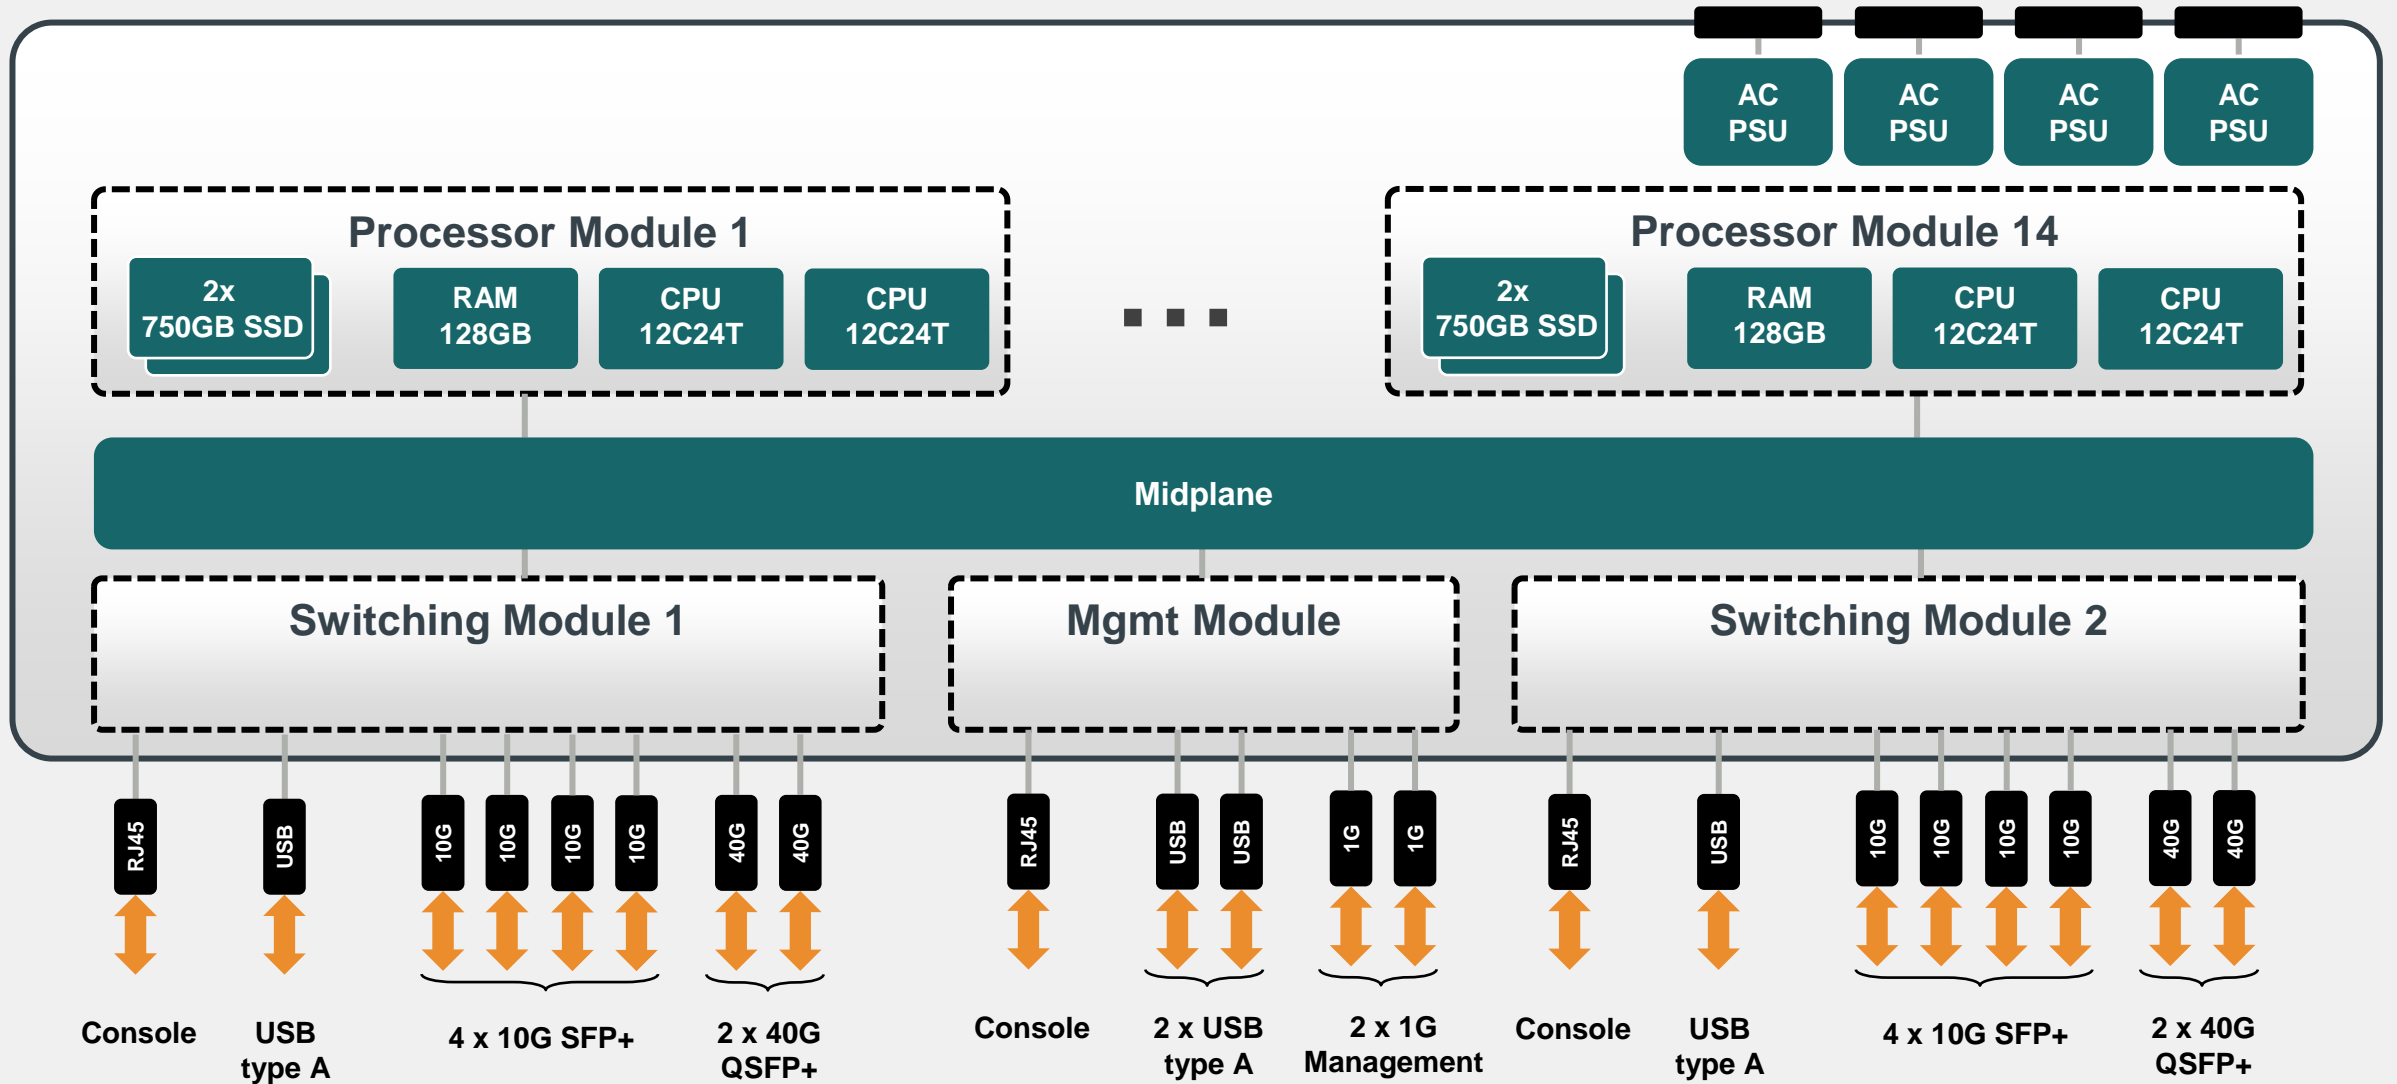 AC
PSU
AC
PSU
AC
PSU
AC
PSU
Processor Module 1
2x
750GB SSD
RAM
128GB
CPU
12C24T
CPU
12C24T
Processor Module 14
2x
750GB SSD
RAM
128GB
CPU
12C24T
CPU
12C24T
Midplane
Switching Module 1
Mgmt Module
Switching Module 2
RJ45
USB
10G
10G
10G
10G
40G
40G
RJ45
USB
USB
1G
1G
RJ45
USB
10G
10G
10G
10G
40G
40G
Console
USB
type A
4 x 10G SFP+
2 x 40G
QSFP+
Console
2 x USB
type A
2 x 1G
Management
Console
USB
type A
4 x 10G SFP+
2 x 40G
QSFP+